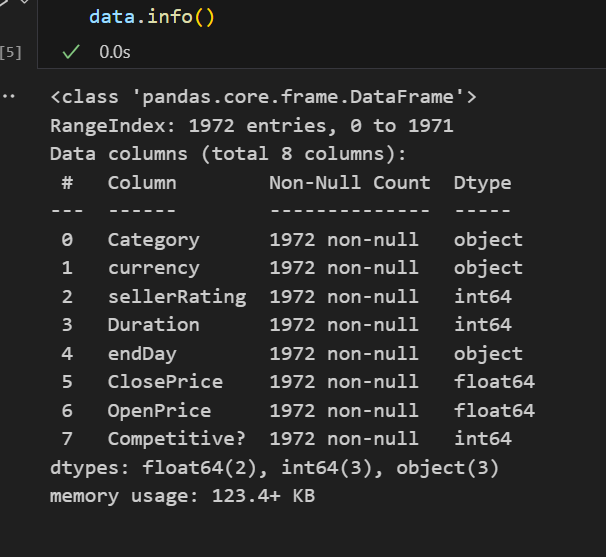 data.info()
[5]
0.0s
<class 'pandas.core.frame.DataFrame'>
RangeIndex: 1972 entries, 0 to 1971
Data columns (total 8 columns):
 #   Column        Non-Null Count  Dtype
---  ------        --------------  -----
 0   Category      1972 non-null   object
 1   currency      1972 non-null   object
 2   sellerRating  1972 non-null   int64
 3   Duration      1972 non-null   int64
 4   endDay        1972 non-null   object
 5   ClosePrice    1972 non-null   float64
 6   OpenPrice     1972 non-null   float64
 7   Competitive?  1972 non-null   int64
dtypes: float64(2), int64(3), object(3)
memory usage: 123.4+ KB